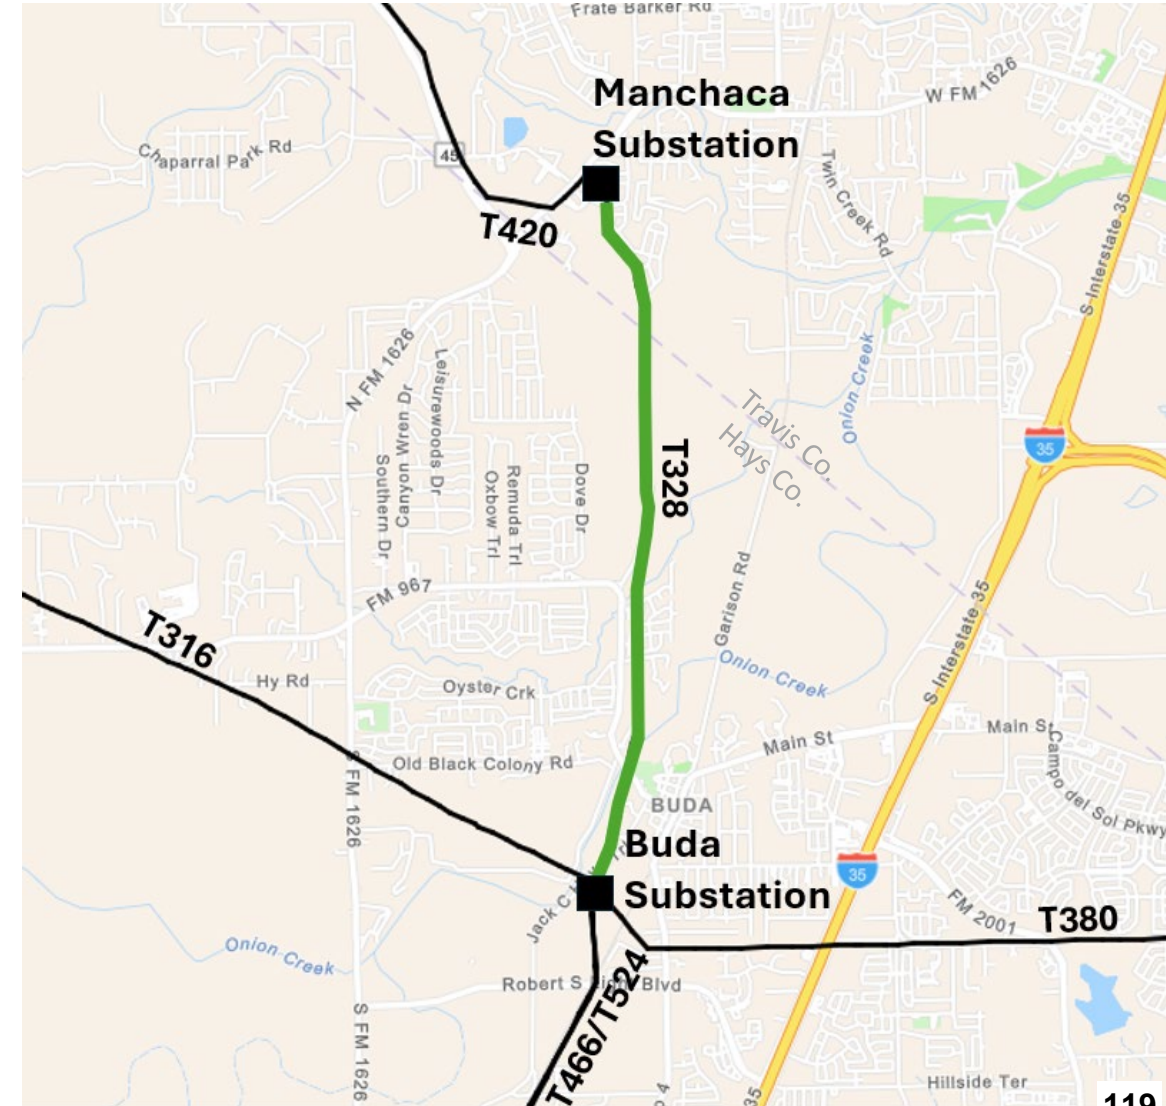 Frate Barker Rd
Manchaca
Substation
W FM 1626
Chaparral Park Rd
45
Twin Creek Rd
T420
S Interstate 35
N FM 1626
Leisurewoods Dr
Canyon Wren Dr
Southern Dr
Remuda Trl
Oxbow Trl
Dove Dr
T328
Onion Creek
Travis Co.
Hays Co.
35
FM 967
Garison Rd
T316
Hy Rd
Oyster Crk
Onion Creek
S Interstate 35
Main St
Main St
Campo del Sol Pkwy
Old Black Colony Rd
S FM 1626
BUDA
Buda
Substation
35
Jack C
FM 2001
T380
Onion Creek
Robert S
Blvd
T466/T524
S FM 1626
Hillside Ter
35
119